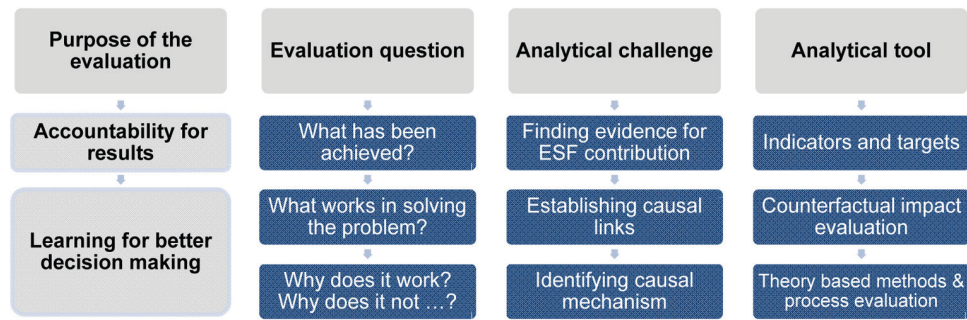 Purpose of the
evaluation
Evaluation question
Analytical challenge
Analytical tool
Accountability for
results
What has been
achieved?
Finding evidence for
ESF contribution
Indicators and targets
Learning for better
decision making
What works in solving
the problem?
Establishing causal
links
Counterfactual impact
evaluation
Why does it work?
Why does it not …?
Identifying causal
mechanism
Theory based methods &
process evaluation